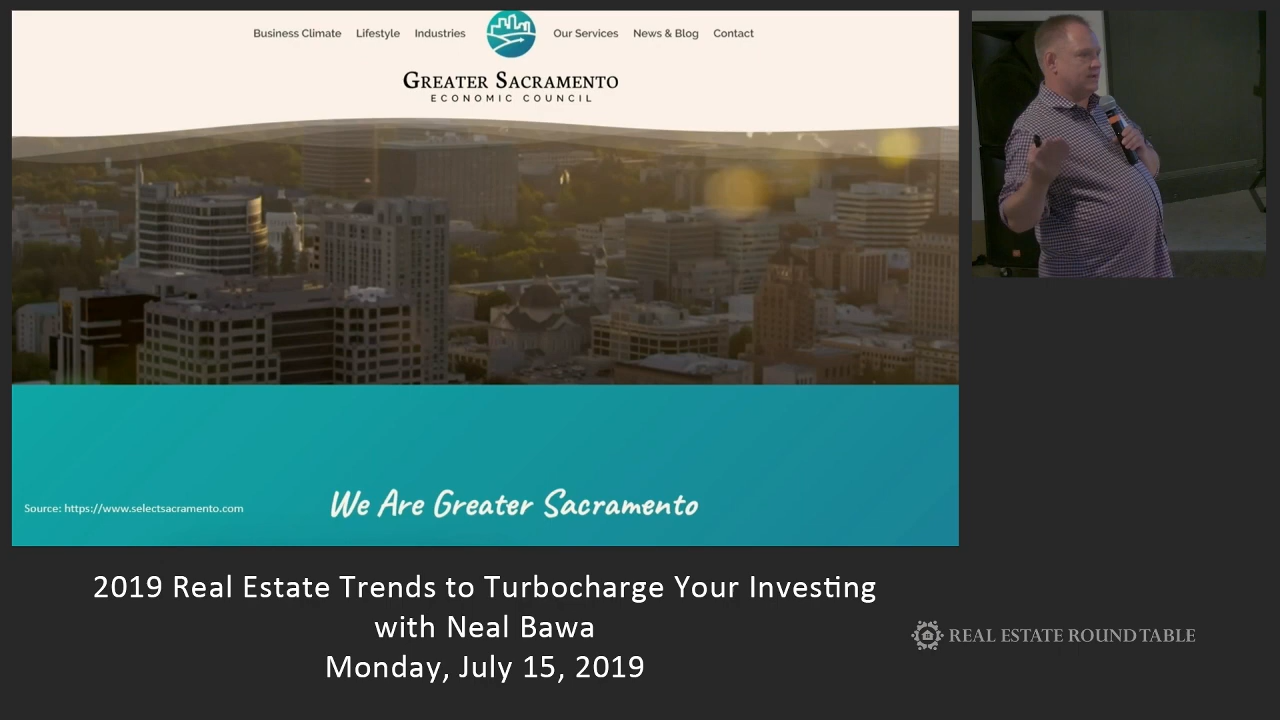 Business Climate Lifestyle Industries Our Services News & Blog Contact
GREATER SACRAMENTO
ECONOMIC COUNCIL
Source: https://www.selectsacramento.com
We Are Greater Sacramento
2019 Real Estate Trends to Turbocharge Your Investing
with Neal Bawa
Monday, July 15, 2019
REAL ESTATE ROUND TABLE